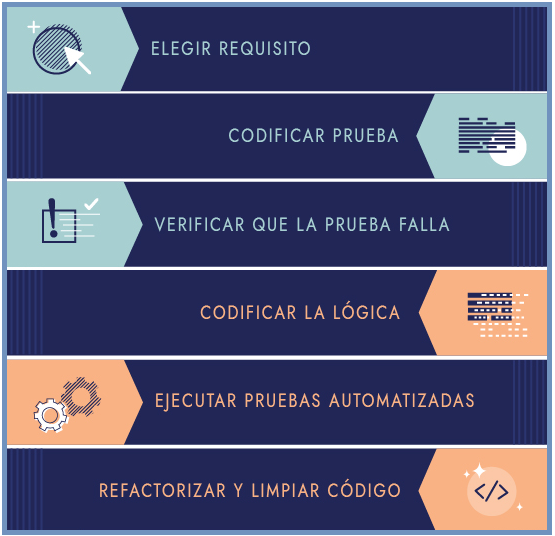 ELEGIR REQUISITO
CODIFICAR PRUEBA
VERIFICAR QUE LA PRUEBA FALLA
CODIFICAR LA LÓGICA
EJECUTAR PRUEBAS AUTOMATIZADAS
REFACTORIZAR Y LIMPIAR CÓDIGO